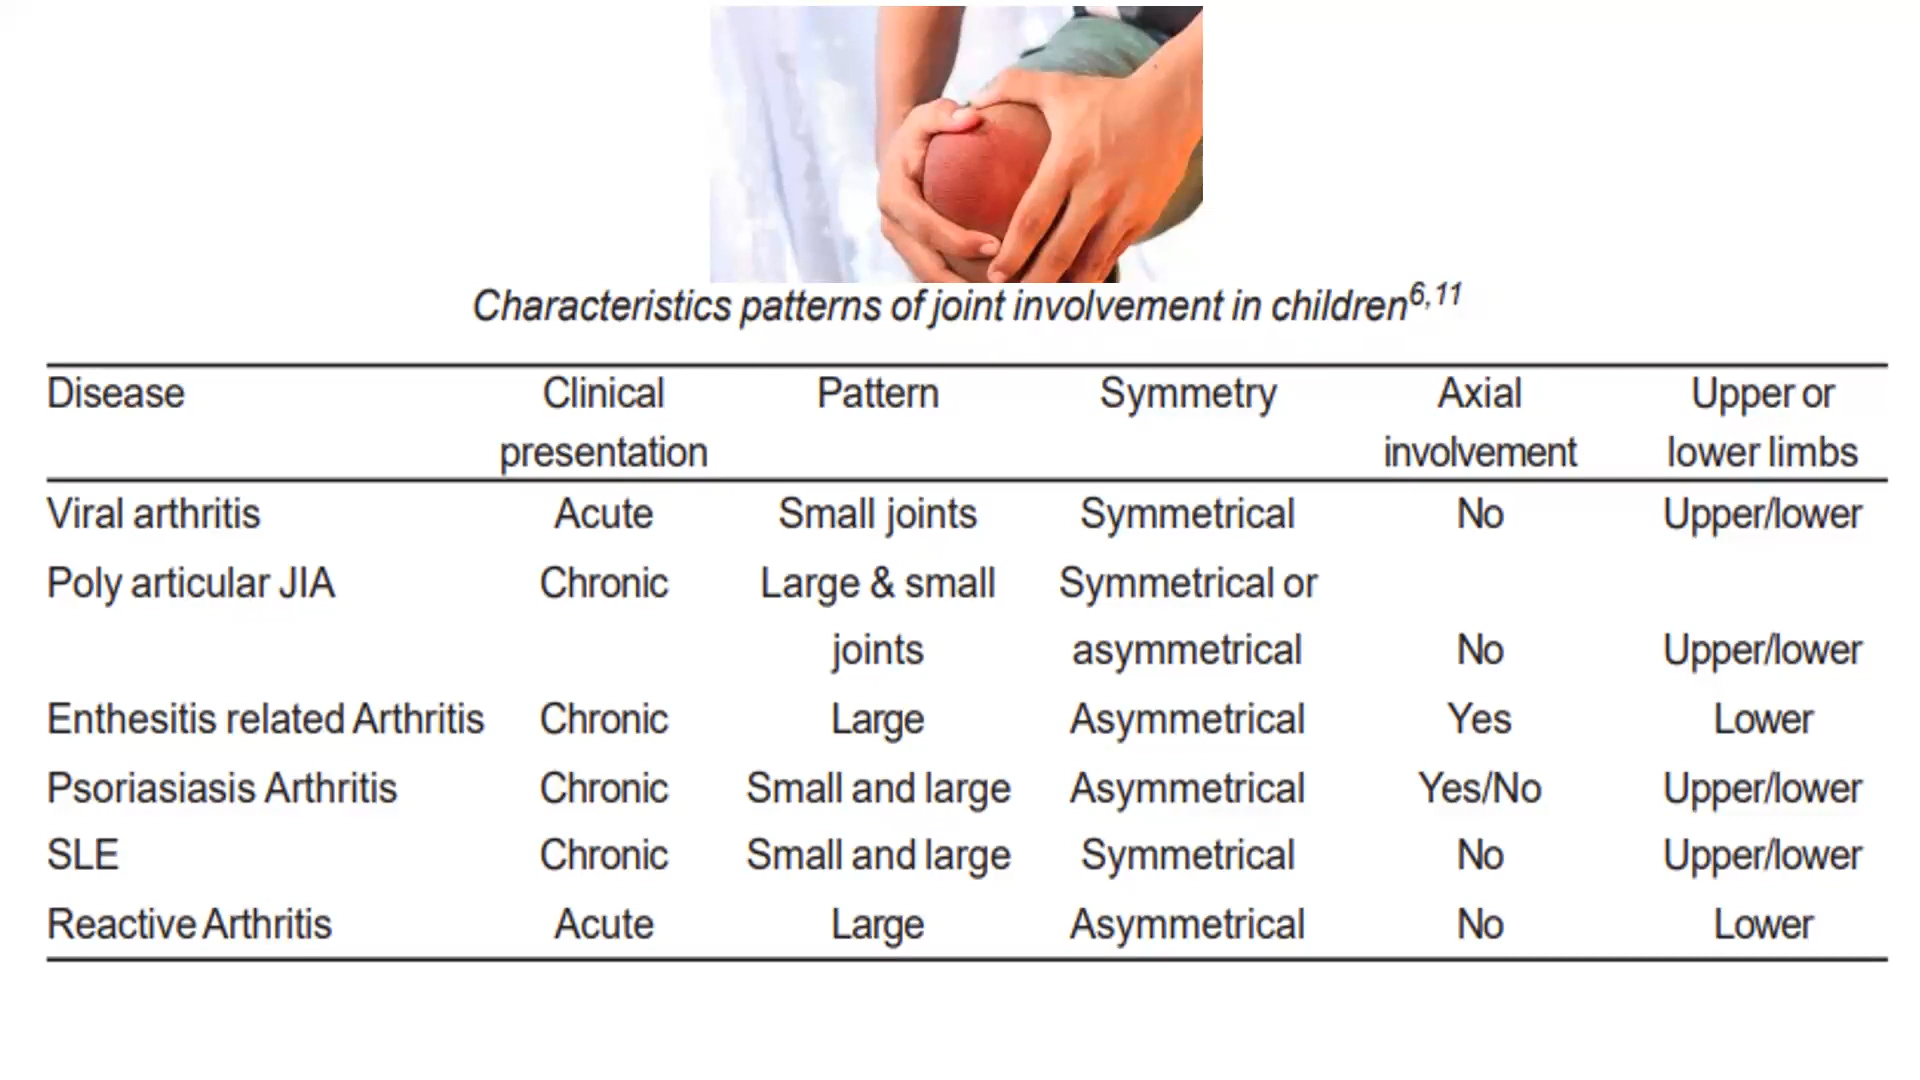 Characteristics patterns of joint involvement in children6,11
Disease Clinical Pattern Symmetry Axial Upper or
presentation involvement lower limbs
Viral arthritis Acute Small joints Symmetrical No Upper/lower
Poly articular JIA Chronic Large & small Symmetrical or
joints asymmetrical No Upper/lower
Enthesitis related Arthritis Chronic Large Asymmetrical Yes Lower
Psoriasiasis Arthritis Chronic Small and large Asymmetrical Yes/No Upper/lower
SLE Chronic Small and large Symmetrical No Upper/lower
Reactive Arthritis Acute Large Asymmetrical No Lower